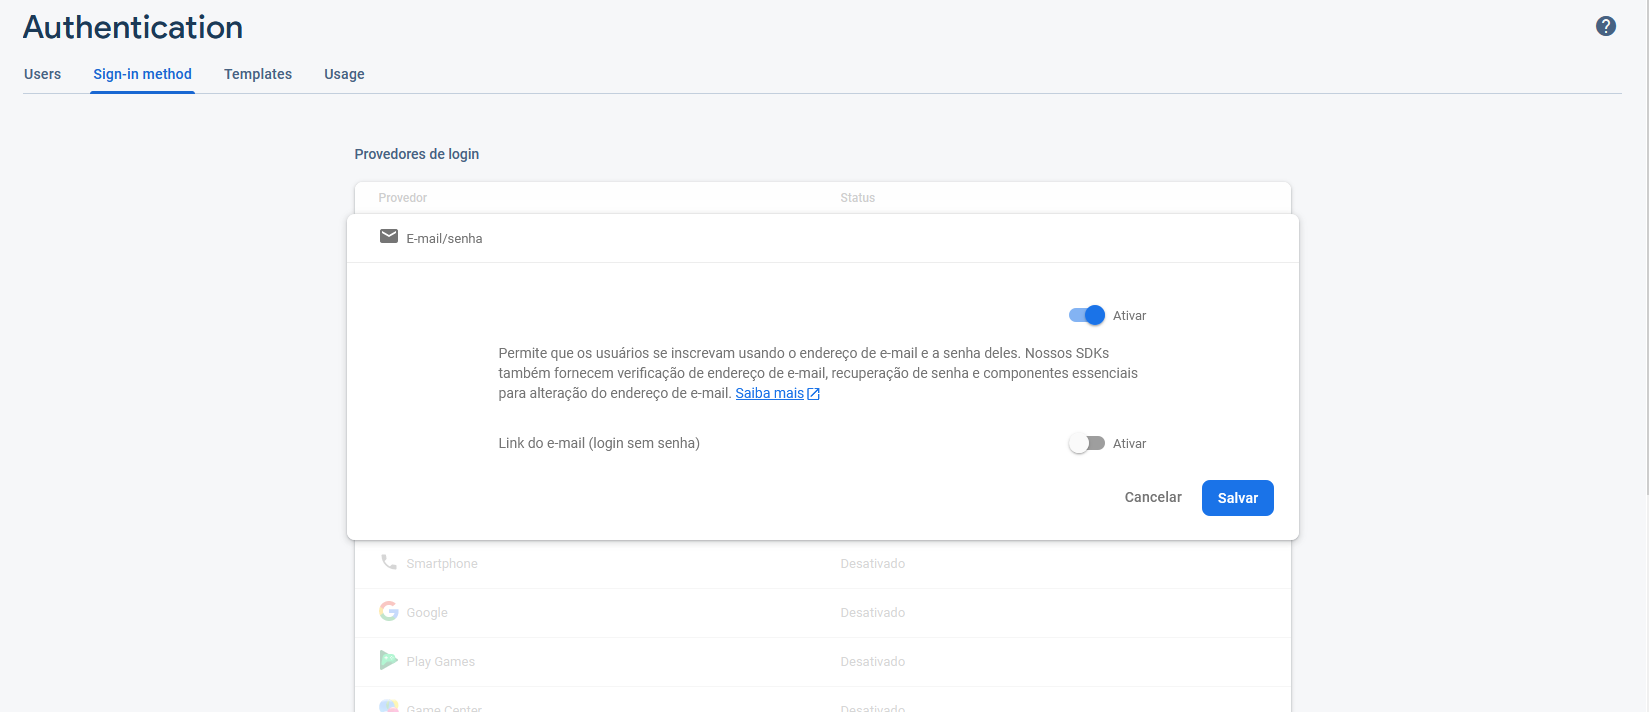 Authentication
Users Sign-in method Templates Usage
Provedores de login
Provedor Status
E-mail/senha
Ativar
Permite que os usuários se inscrevam usando o endereço de e-mail e a senha deles. Nossos SDKs
também fornecem verificação de endereço de e-mail, recuperação de senha e componentes essenciais
para alteração do endereço de e-mail. Saiba mais
Link do e-mail (login sem senha) Ativar
Cancelar Salvar
Smartphone Desativado
Google Desativado
Play Games Desativado
Game Center Desativado